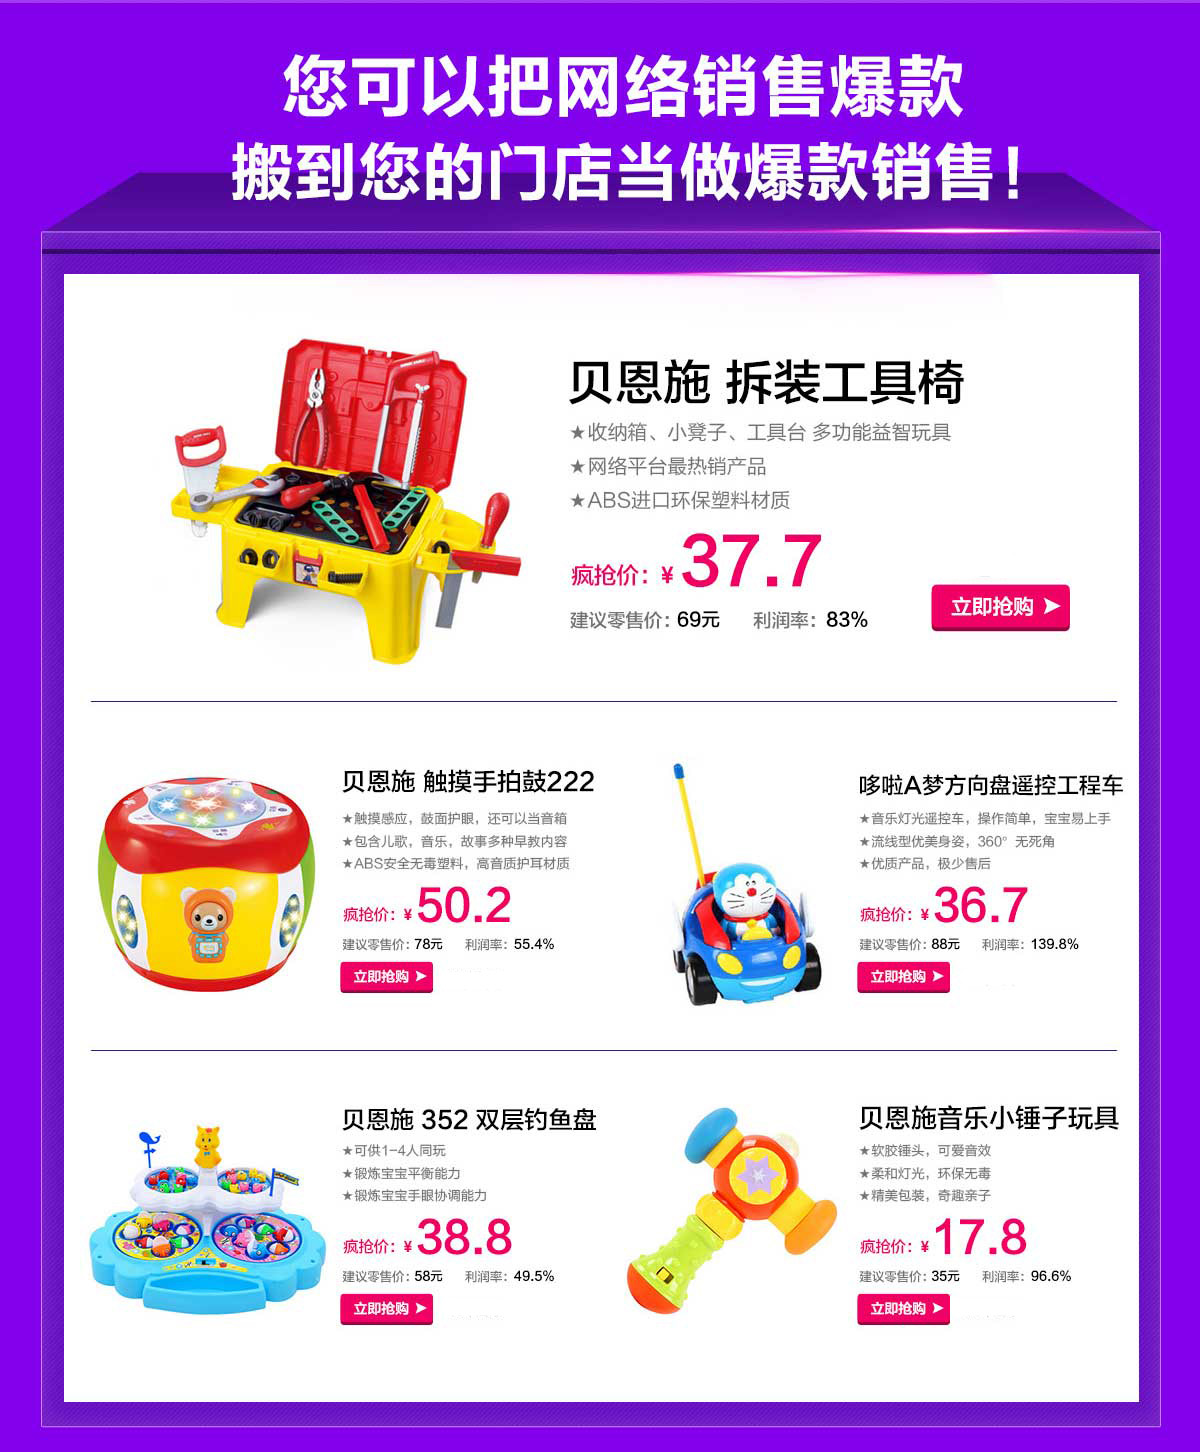 您可以把网络销售爆款
搬到您的门店当做爆款销售！
贝恩施 拆装工具椅
★收纳箱、小凳子、工具台 多功能益智玩具
★网络平台最热销产品
★ABS进口环保塑料材质
疯抢价：¥37.7
建议零售价：69元 利润率：83%
立即抢购
贝恩施 触摸手拍鼓222
★触摸感应，鼓面护眼，还可以当音箱
★包含儿歌，音乐，故事多种早教内容
★ABS安全无毒塑料，高音质护耳材质
疯抢价：¥50.2
建议零售价：78元 利润率：55.4%
立即抢购
哆啦A梦方向盘遥控工程车
★音乐灯光遥控车，操作简单，宝宝易上手
★流线型优美身姿，360°无死角
★优质产品，极少售后
疯抢价：¥36.7
建议零售价：88元 利润率：139.8%
立即抢购
贝恩施 352 双层钓鱼盘
★可供1-4人同玩
★锻炼宝宝平衡能力
★锻炼宝宝手眼协调能力
疯抢价：¥38.8
建议零售价：58元 利润率：49.5%
立即抢购
贝恩施音乐小锤子玩具
★软胶锤头，可爱音效
★柔和灯光，环保无毒
★精美包装，奇趣亲子
疯抢价：¥17.8
建议零售价：35元 利润率：96.6%
立即抢购